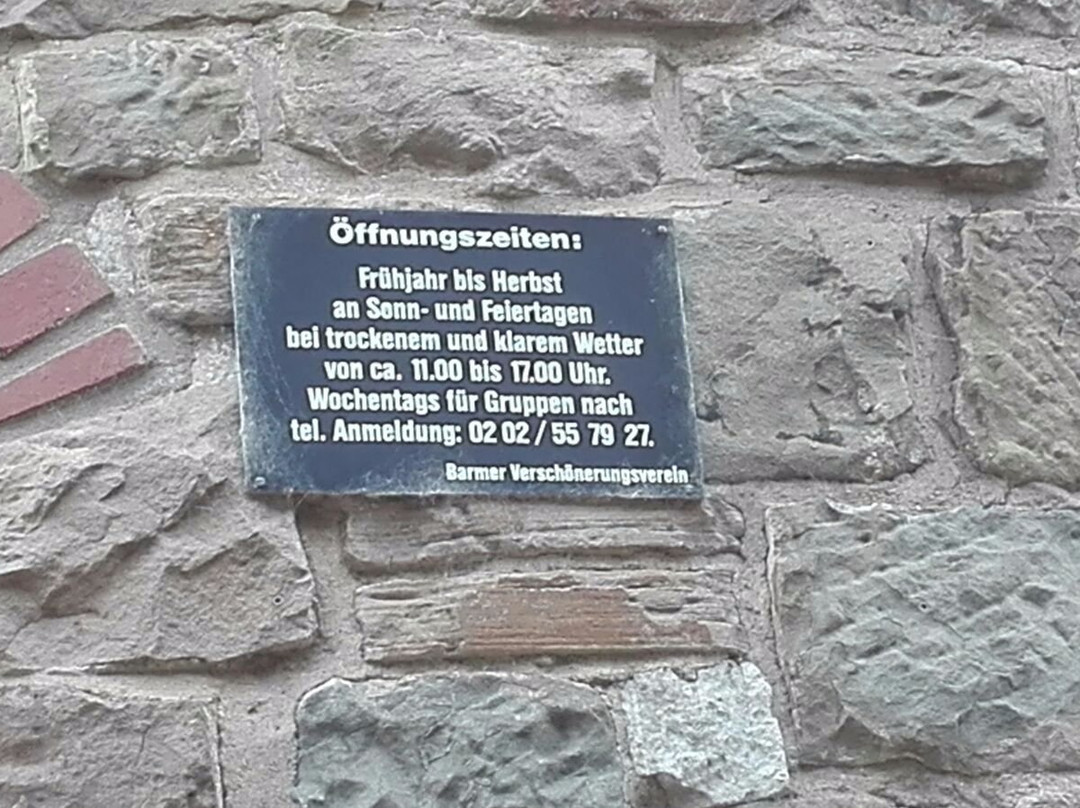 Öffnungszeiten:
Frühjahr bis Herbst
an Sonn- und Feiertagen
bei trockenem und klarem Wetter
von ca. 11.00 bis 17.00 Uhr.
Wochentags für Gruppen nach
tel. Anmeldung: 02 02 / 55 79 27.
Barmer Verschönerungsverein